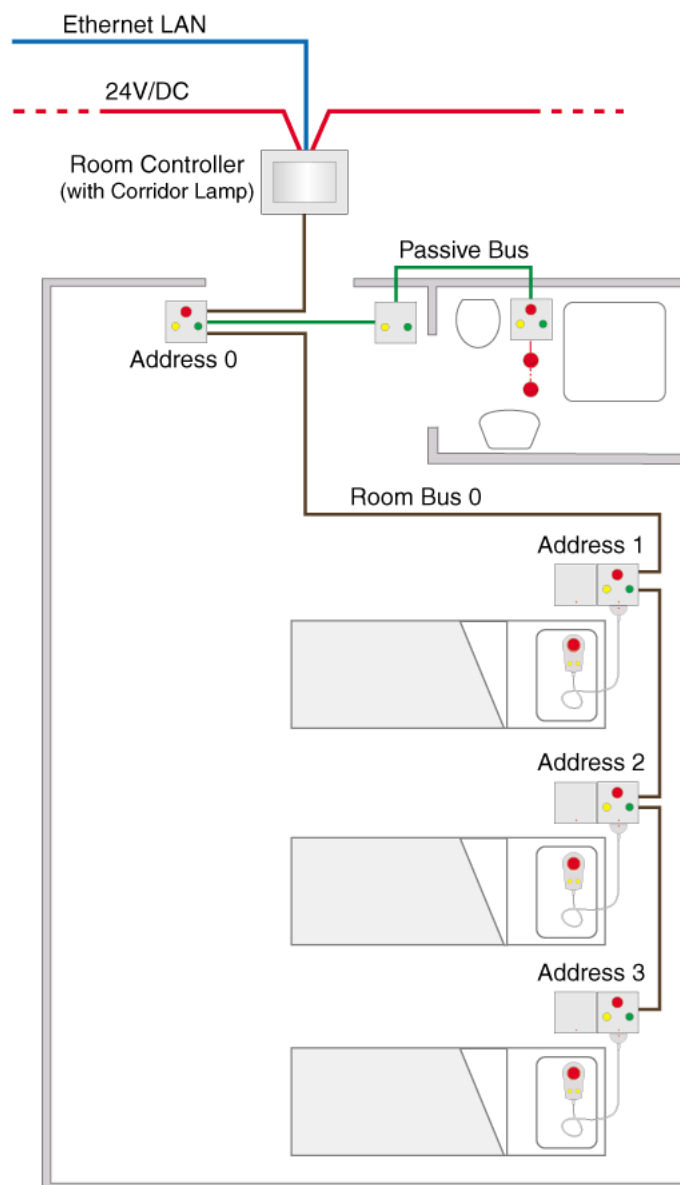 Ethernet LAN
24V/DC
Room Controller
(with Corridor Lamp)
Passive Bus
Address 0
Room Bus 0
Address 1
Address 2
Address 3